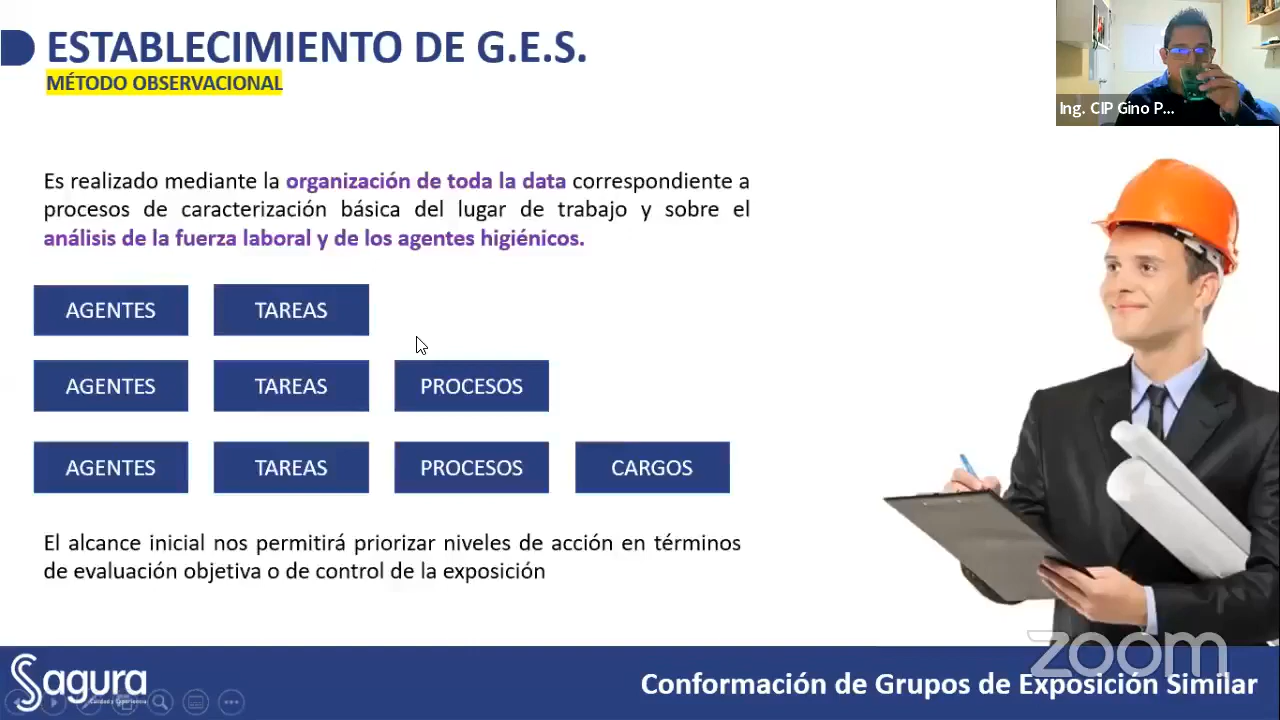 ESTABLECIMIENTO DE G.E.S.
MÉTODO OBSERVACIONAL
Ing. CIP Gino P...
Es realizado mediante la organización de toda la data correspondiente a
procesos de caracterización básica del lugar de trabajo y sobre el
análisis de la fuerza laboral y de los agentes higiénicos.
AGENTES TAREAS
AGENTES TAREAS PROCESOS
AGENTES TAREAS PROCESOS CARGOS
El alcance inicial nos permitirá priorizar niveles de acción en términos
de evaluación objetiva o de control de la exposición
zoom
Sagura
Conformación de Grupos de Exposición Similar